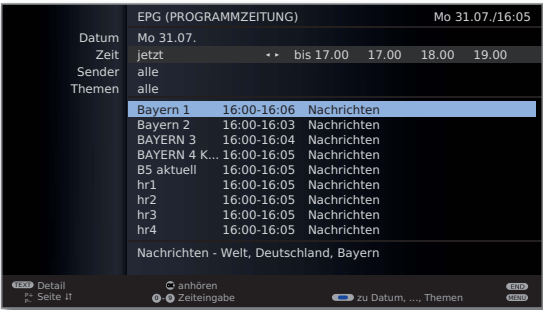 EPG (PROGRAMMZEITUNG) Mo 31.07./16:05
Datum Mo 31.07.
Zeit jetzt bis 17.00 17.00 18.00 19.00
Sender alle
Themen alle
Bayern 1 16:00-16:06 Nachrichten
Bayern 2 16:00-16:03 Nachrichten
BAYERN 3 16:00-16:04 Nachrichten
BAYERN 4 K... 16:00-16:05 Nachrichten
B5 aktuell 16:00-16:05 Nachrichten
hr1 16:00-16:05 Nachrichten
hr2 16:00-16:05 Nachrichten
hr3 16:00-16:05 Nachrichten
hr4 16:00-16:05 Nachrichten
Nachrichten - Welt, Deutschland, Bayern
TEXT Detail OK anhören END
P+ P- Seite ↓↑ 0-9 Zeiteingabe zu Datum, ..., Themen MENU